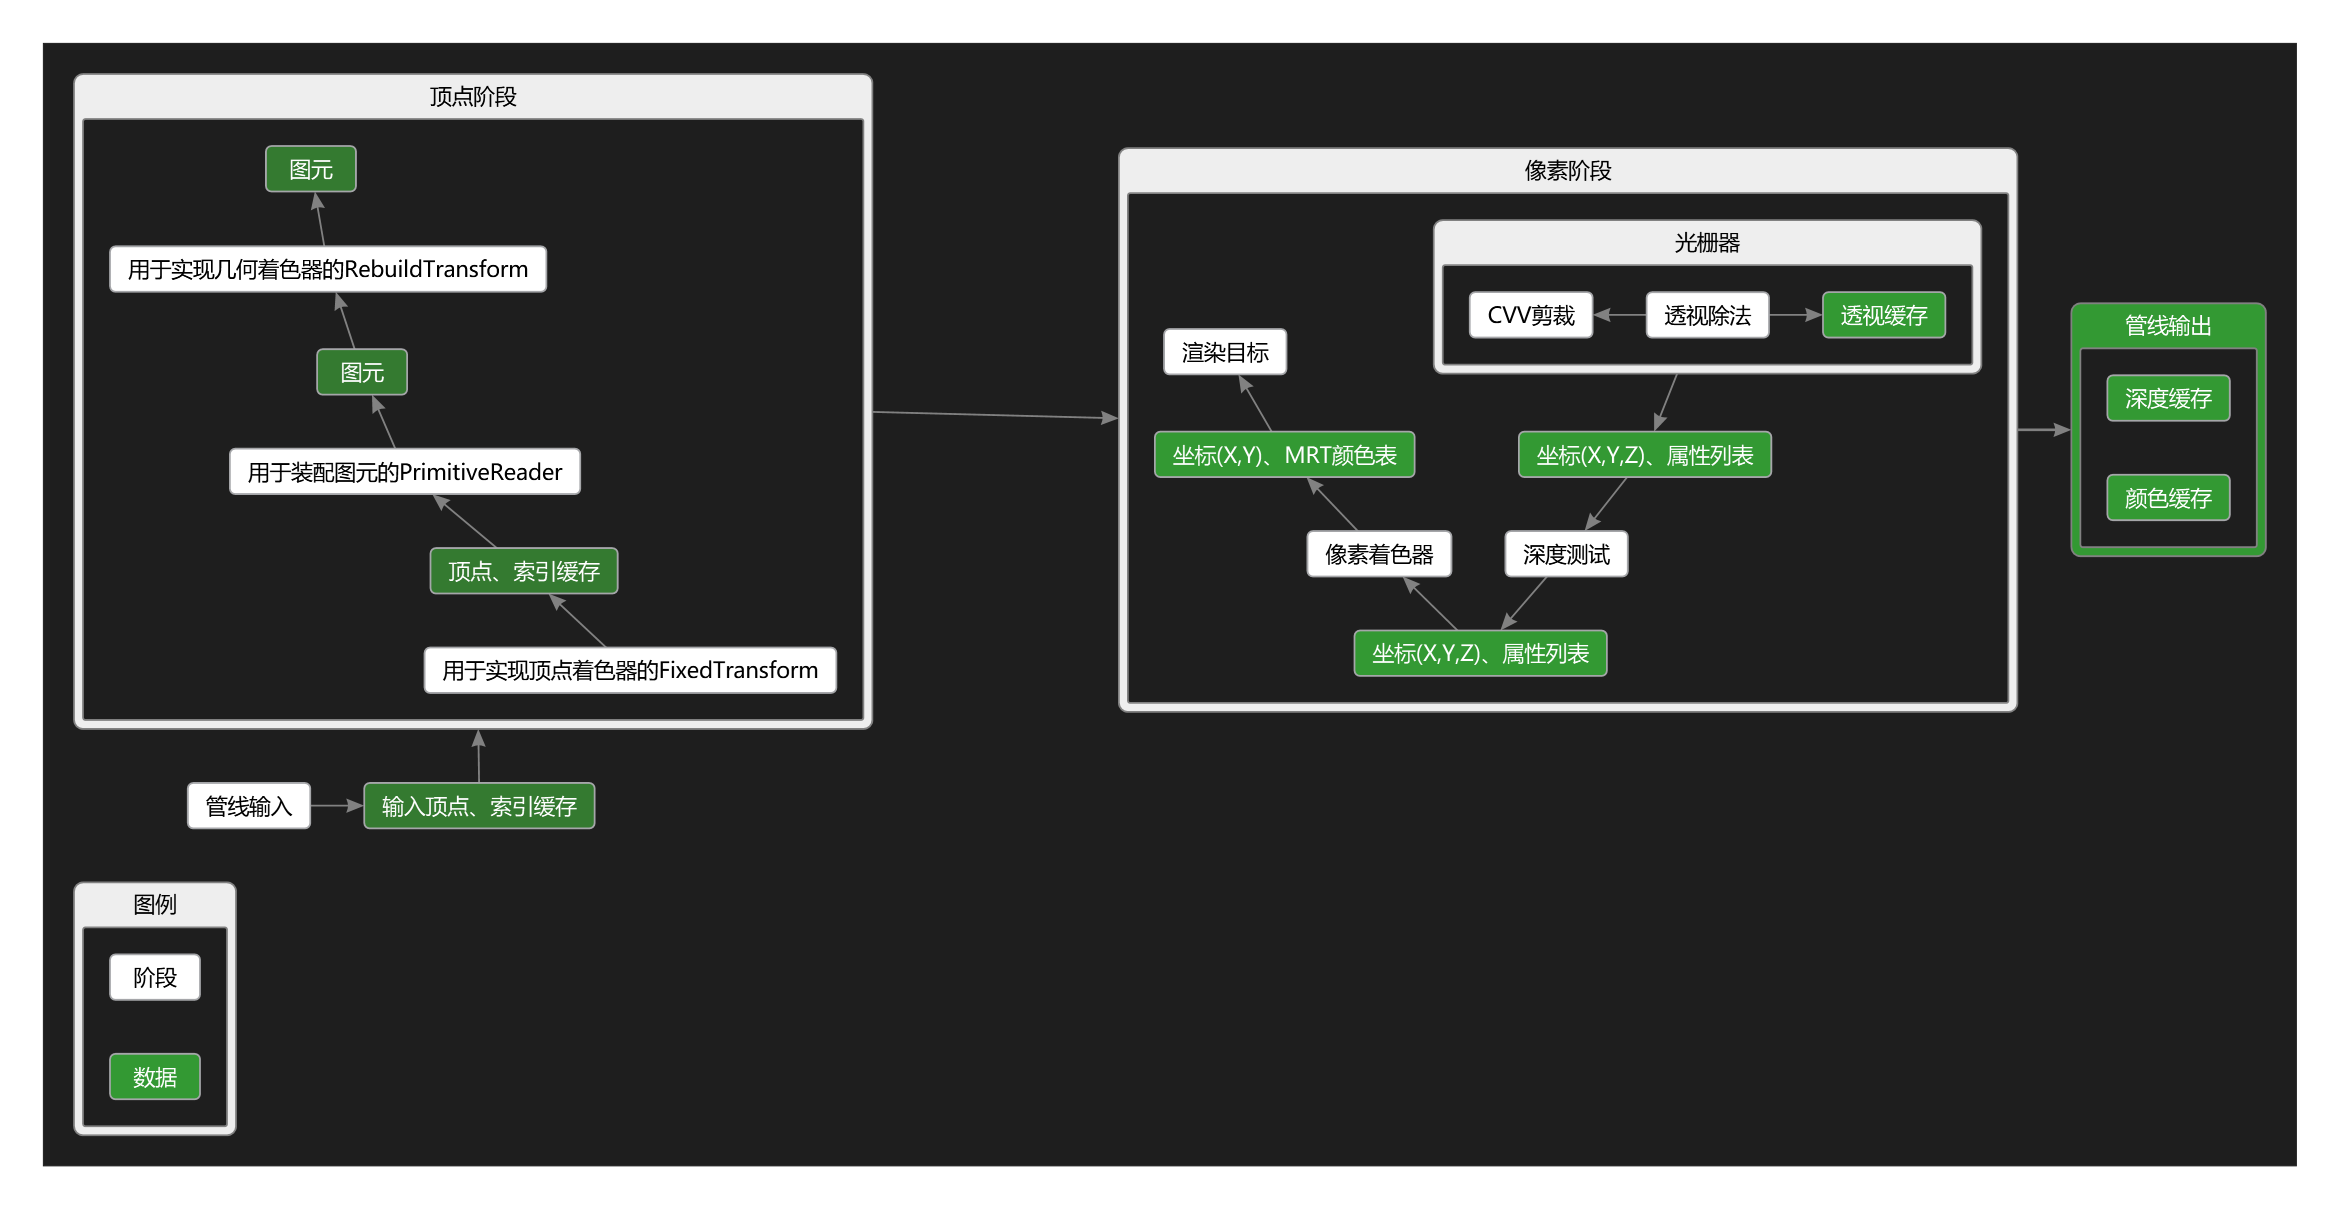 顶点阶段
图元
用于实现几何着色器的RebuildTransform
图元
用于装配图元的PrimitiveReader
顶点、索引缓存
用于实现顶点着色器的FixedTransform
管线输入
输入顶点、索引缓存
像素阶段
光栅器
CVV剪裁
透视除法
透视缓存
渲染目标
坐标(X,Y)、MRT颜色表
坐标(X,Y,Z)、属性列表
像素着色器
深度测试
坐标(X,Y,Z)、属性列表
管线输出
深度缓存
颜色缓存
图例
阶段
数据